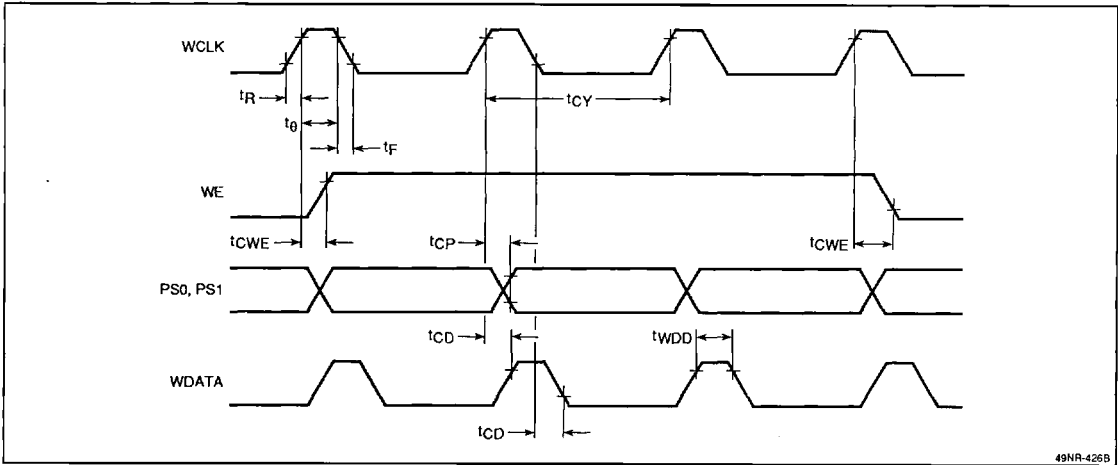 WCLK
tR
tCY
tθ
tF
WE
tCWE
tCP
tCWE
PS0, PS1
tCD
tWDD
WDATA
tCD
49NR-426B